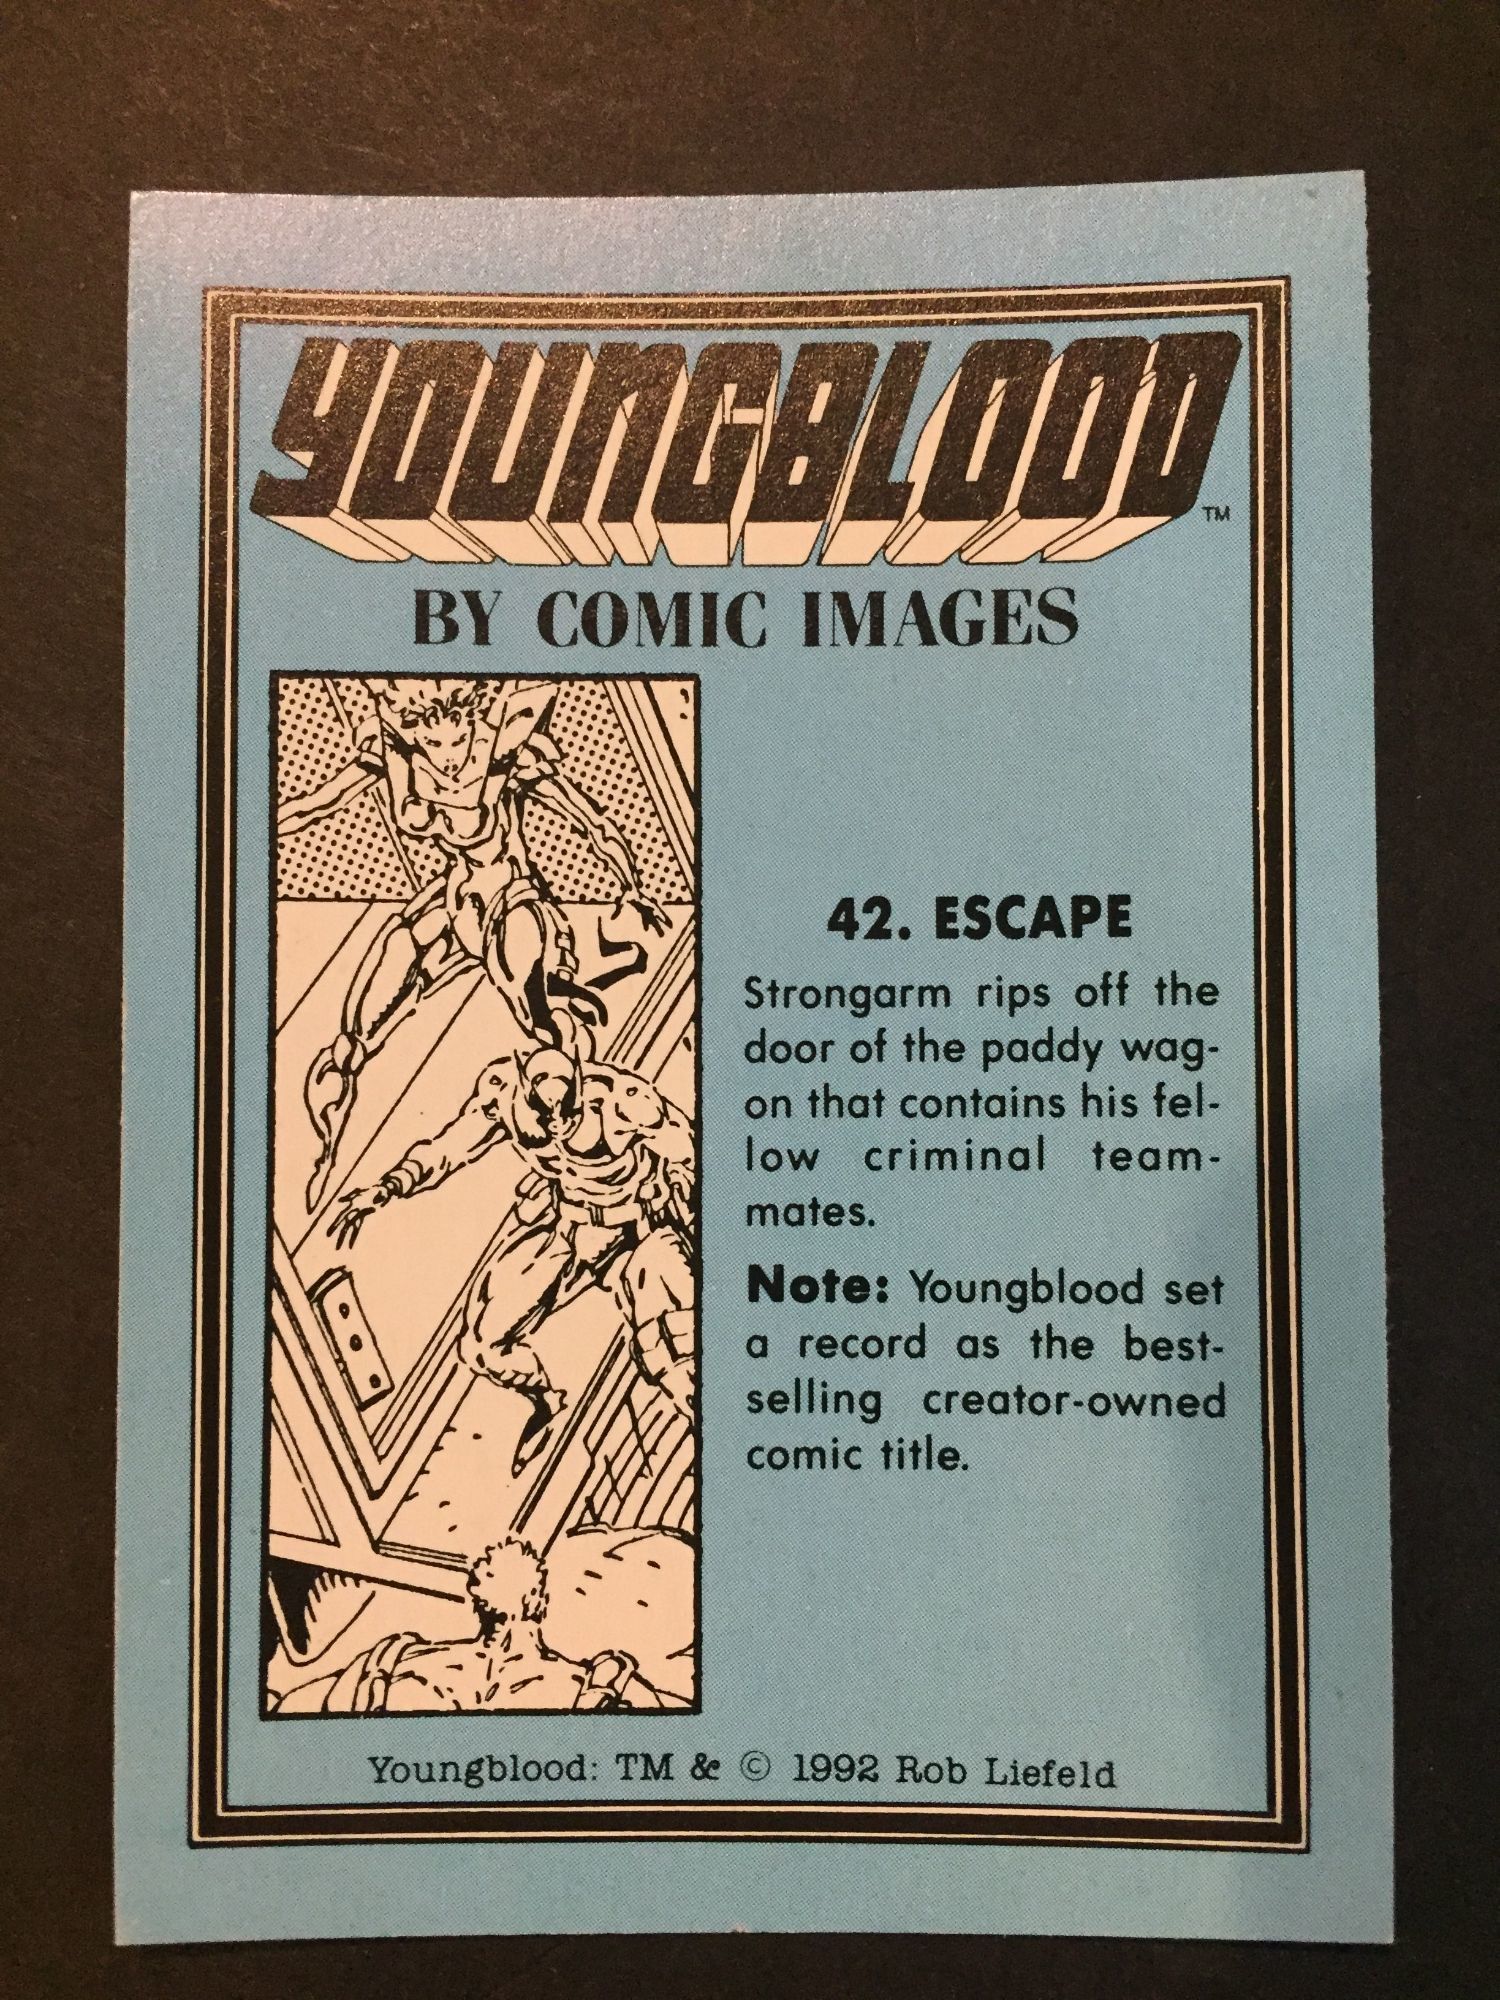 YOUNGBLOOD™
BY COMIC IMAGES
42. ESCAPE
Strongarm rips off the
door of the paddy wag-
on that contains his fel-
low criminal team-
mates.
Note: Youngblood set
a record as the best-
selling creator-owned
comic title.
Youngblood: TM & © 1992 Rob Liefeld